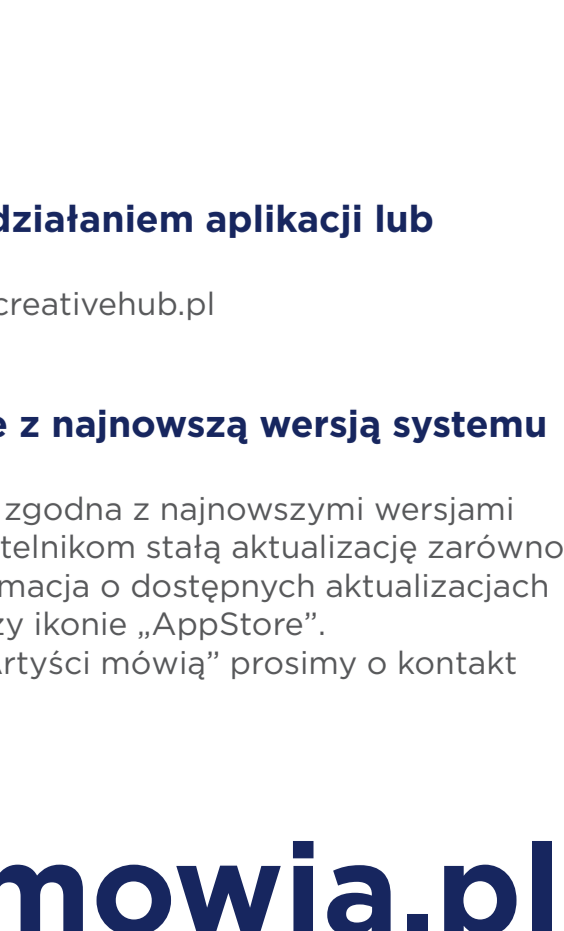 działaniem aplikacji lub
creativehub.pl
z najnowszą wersją systemu
zgodna z najnowszymi wersjami
telnikom stałą aktualizację zarówno
macja o dostępnych aktualizacjach
zy ikonie „AppStore”.
Artyści mówią” prosimy o kontakt
mowia.pl